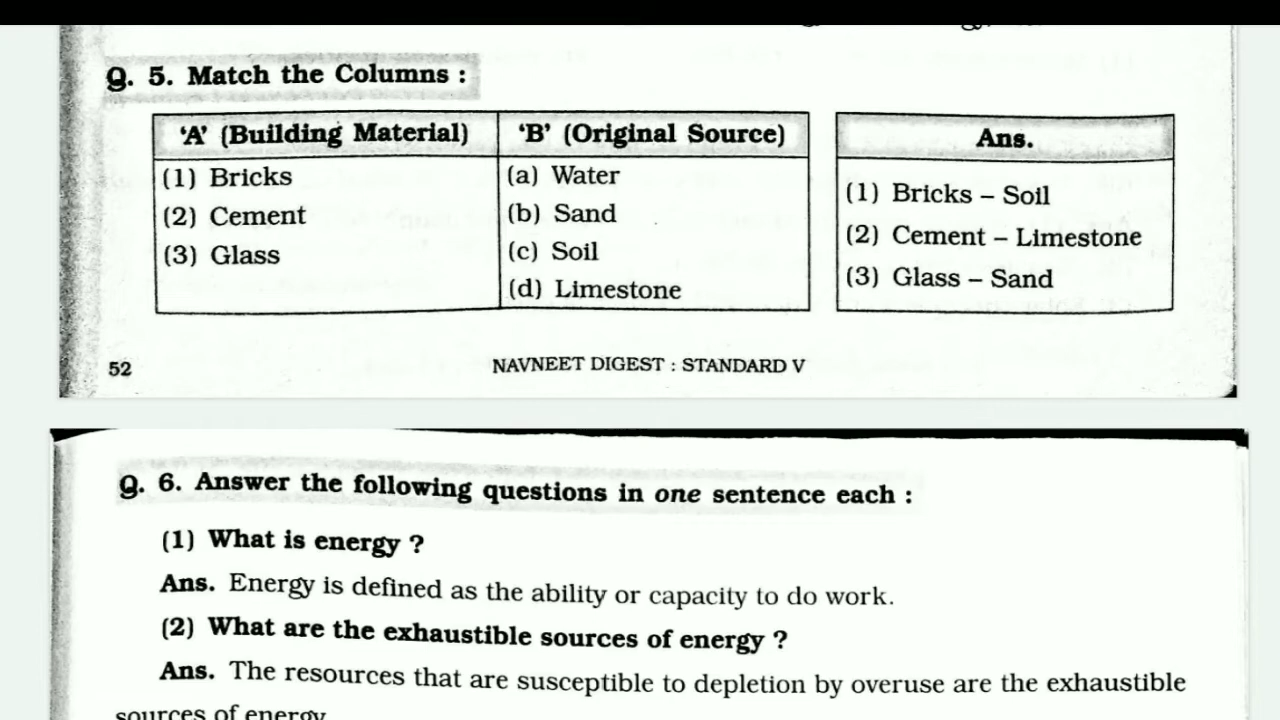 Q. 5. Match the Columns :
'A' (Building Material) 'B' (Original Source) Ans.
(1) Bricks (a) Water (1) Bricks – Soil
(2) Cement (b) Sand (2) Cement – Limestone
(3) Glass (c) Soil (3) Glass – Sand
(d) Limestone
52 NAVNEET DIGEST : STANDARD V
Q. 6. Answer the following questions in one sentence each :
(1) What is energy ?
Ans. Energy is defined as the ability or capacity to do work.
(2) What are the exhaustible sources of energy ?
Ans. The resources that are susceptible to depletion by overuse are the exhaustible
sources of energy